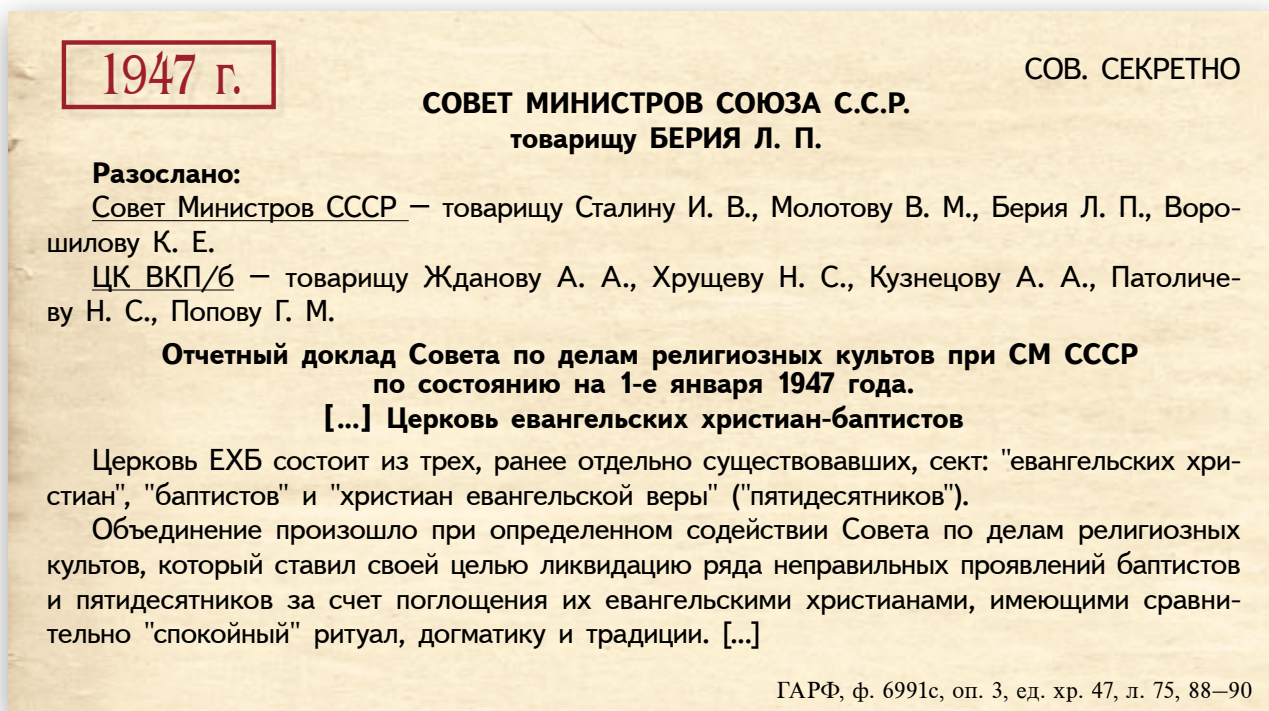 1947 г.
СОВ. СЕКРЕТНО
СОВЕТ МИНИСТРОВ СОЮЗА С.С.Р.
товарищу БЕРИЯ Л. П.
Разослано:
Совет Министров СССР — товарищу Сталину И. В., Молотову В. М., Берия Л. П., Воро-
шилову К. Е.
ЦК ВКП/б — товарищу Жданову А. А., Хрущеву Н. С., Кузнецову А. А., Патоличе-
ву Н. С., Попову Г. М.
Отчетный доклад Совета по делам религиозных культов при СМ СССР
по состоянию на 1-е января 1947 года.
[...] Церковь евангельских христиан-баптистов
Церковь ЕХБ состоит из трех, ранее отдельно существовавших, сект: "евангельских хри-
стиан", "баптистов" и "христиан евангельской веры" ("пятидесятников").
Объединение произошло при определенном содействии Совета по делам религиозных
культов, который ставил своей целью ликвидацию ряда неправильных проявлений баптистов
и пятидесятников за счет поглощения их евангельскими христианами, имеющими сравни-
тельно "спокойный" ритуал, догматику и традиции. [...]
ГАРФ, ф. 6991с, оп. 3, ед. хр. 47, л. 75, 88—90